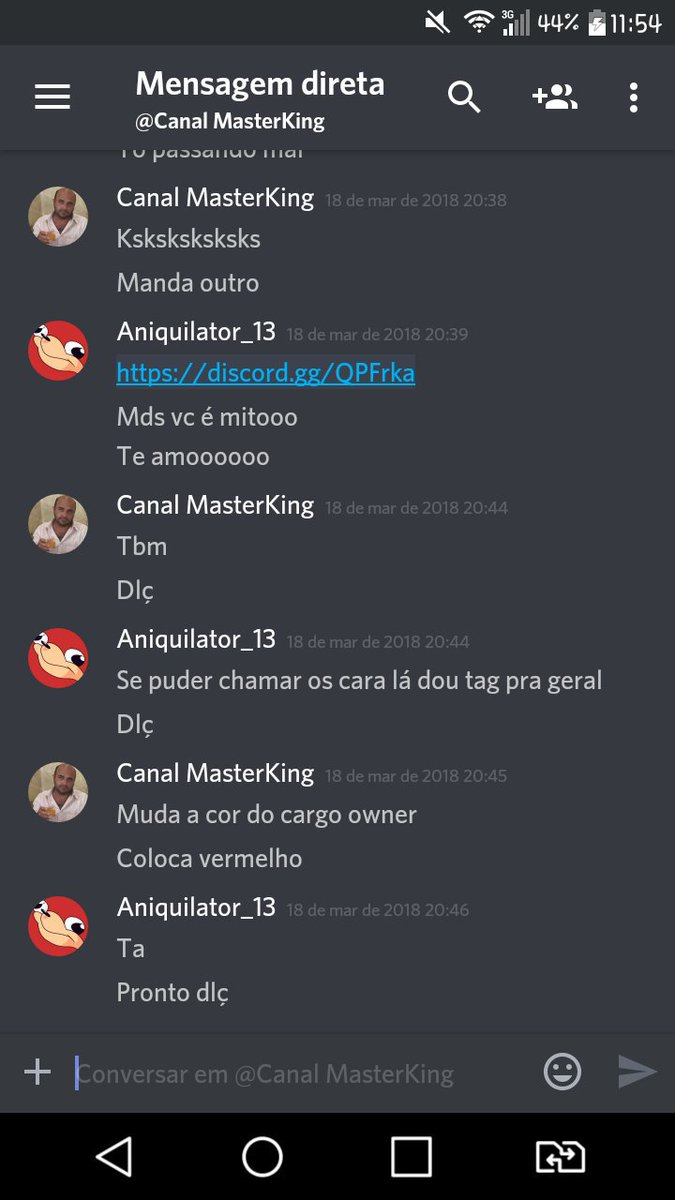 3G 44% 11:54
Mensagem direta
@Canal MasterKing
Tô passando mal
Canal MasterKing 18 de mar de 2018 20:38
Ksksksksksks
Manda outro
Aniquilator_13 18 de mar de 2018 20:39
https://discord.gg/QPFrka
Mds vc é mitooo
Te amoooooo
Canal MasterKing 18 de mar de 2018 20:44
Tbm
Dlç
Aniquilator_13 18 de mar de 2018 20:44
Se puder chamar os cara lá dou tag pra geral
Dlç
Canal MasterKing 18 de mar de 2018 20:45
Muda a cor do cargo owner
Coloca vermelho
Aniquilator_13 18 de mar de 2018 20:46
Ta
Pronto dlç
Conversar em @Canal MasterKing